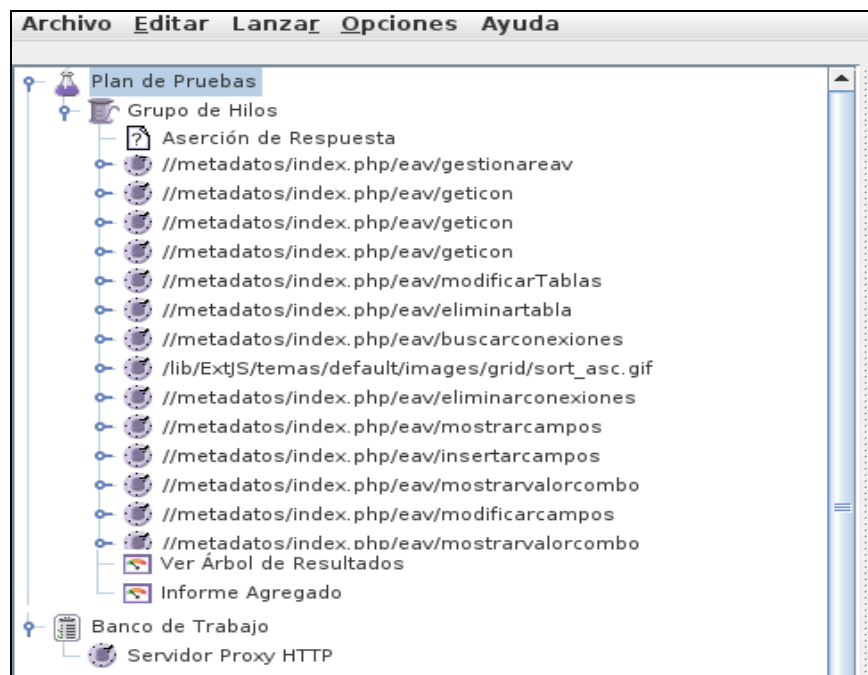 Archivo Editar Lanzar Opciones Ayuda
Plan de Pruebas
Grupo de Hilos
Aserción de Respuesta
//metadatos/index.php/eav/gestionareav
//metadatos/index.php/eav/geticon
//metadatos/index.php/eav/geticon
//metadatos/index.php/eav/geticon
//metadatos/index.php/eav/modificarTablas
//metadatos/index.php/eav/eliminartabla
//metadatos/index.php/eav/buscarconexiones
/lib/ExtJS/temas/default/images/grid/sort_asc.gif
//metadatos/index.php/eav/eliminarconexiones
//metadatos/index.php/eav/mostrarcampos
//metadatos/index.php/eav/insertarcampos
//metadatos/index.php/eav/mostrarvalorcombo
//metadatos/index.php/eav/modificarcampos
//metadatos/index.php/eav/mostrarvalorcombo
Ver Árbol de Resultados
Informe Agregado
Banco de Trabajo
Servidor Proxy HTTP